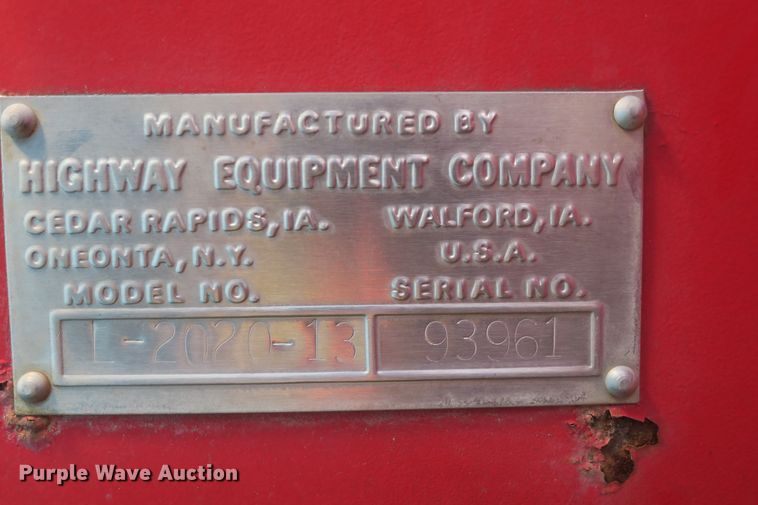 MANUFACTURED BY
HIGHWAY EQUIPMENT COMPANY
CEDAR RAPIDS, IA. WALFORD, IA.
ONEONTA, N.Y. U.S.A.
MODEL NO. SERIAL NO.
L-2020-13 93961
Purple Wave Auction